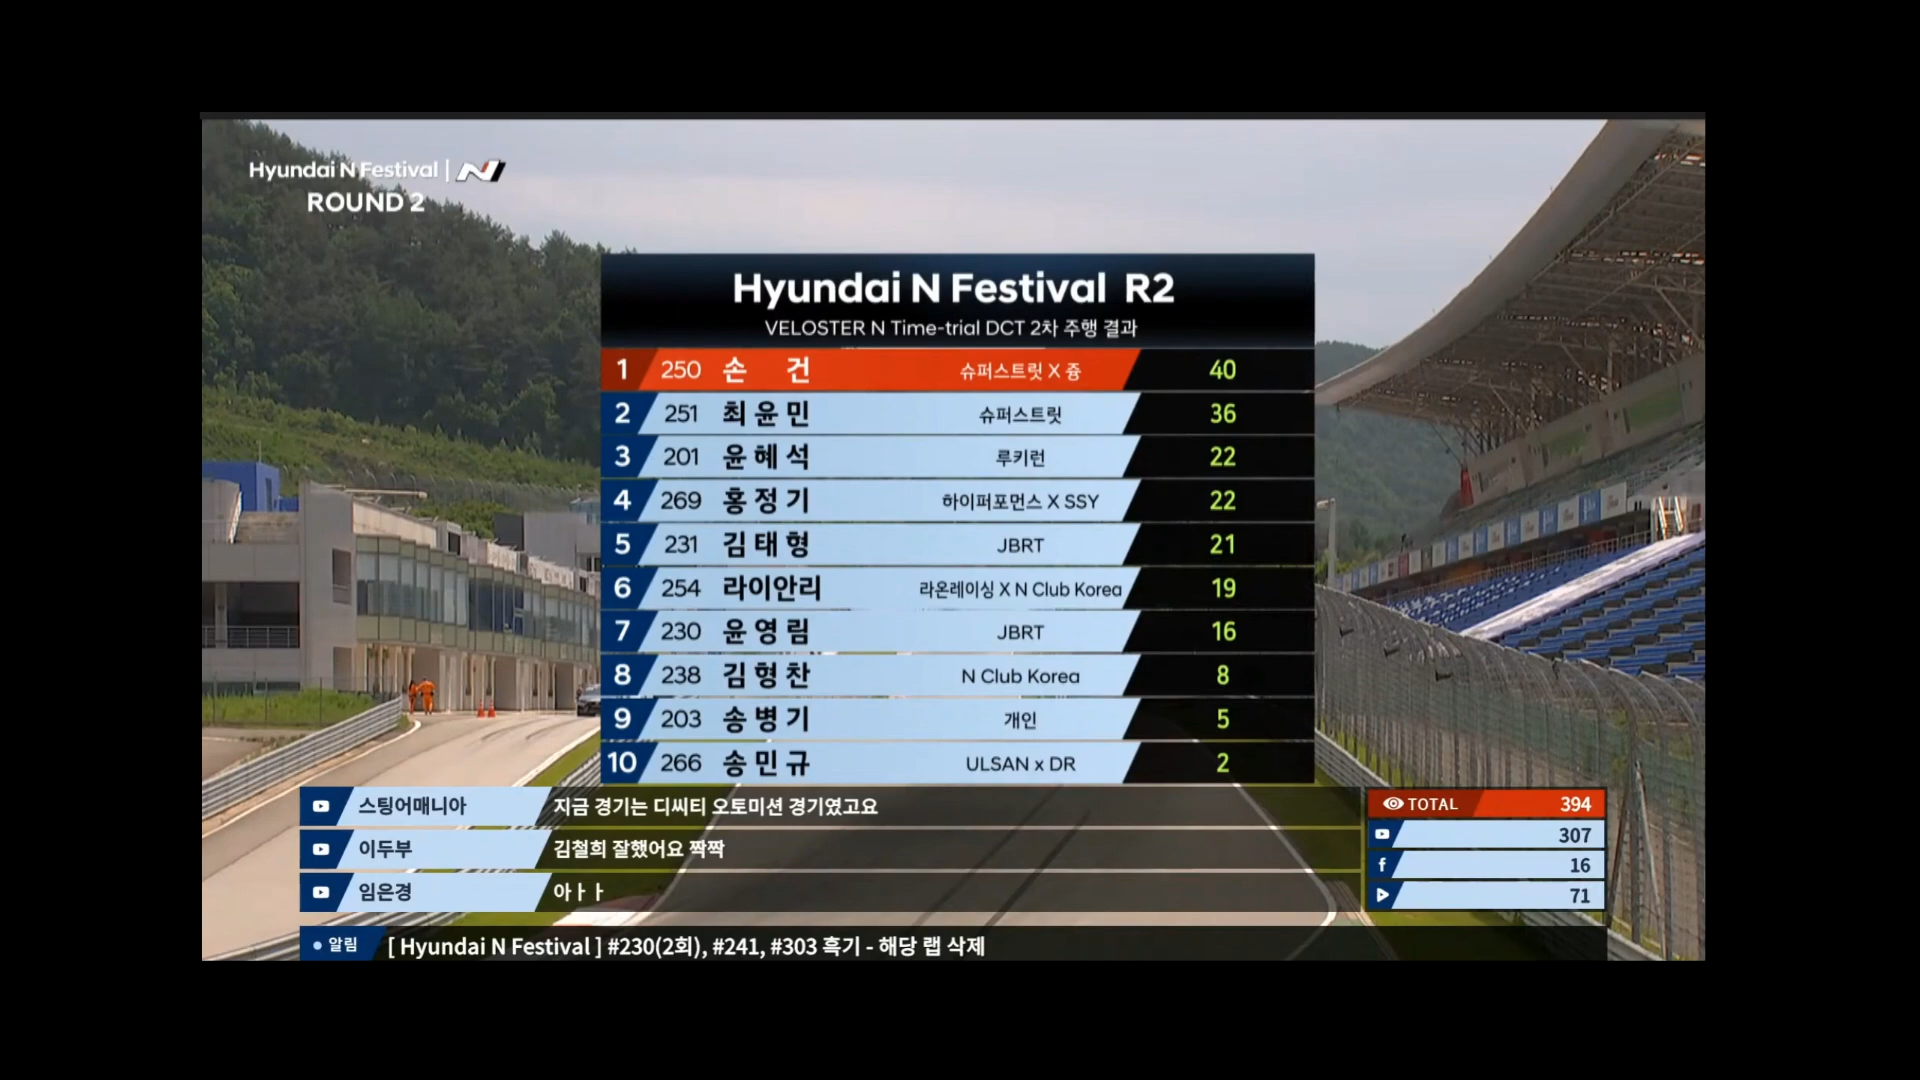 Hyundai N Festival | N
ROUND 2
Hyundai N Festival R2
VELOSTER N Time-trial DCT 2차 주행 결과
1 250 손 건 슈퍼스트릿 X 쥼 40
2 251 최윤민 슈퍼스트릿 36
3 201 윤혜석 루키런 22
4 269 홍정기 하이퍼포먼스 X SSY 22
5 231 김태형 JBRT 21
6 254 라이안리 라온레이싱 X N Club Korea 19
7 230 윤영림 JBRT 16
8 238 김형찬 N Club Korea 8
9 203 송병기 개인 5
10 266 송민규 ULSAN x DR 2
스팅어매니아 지금 경기는 디씨티 오토미션 경기였고요
이두부 김철희 잘했어요 짝짝
임은경 아ㅏㅏ
TOTAL 394
307
f 16
71
알림 [ Hyundai N Festival ] #230(2회), #241, #303 흑기 - 해당 랩 삭제